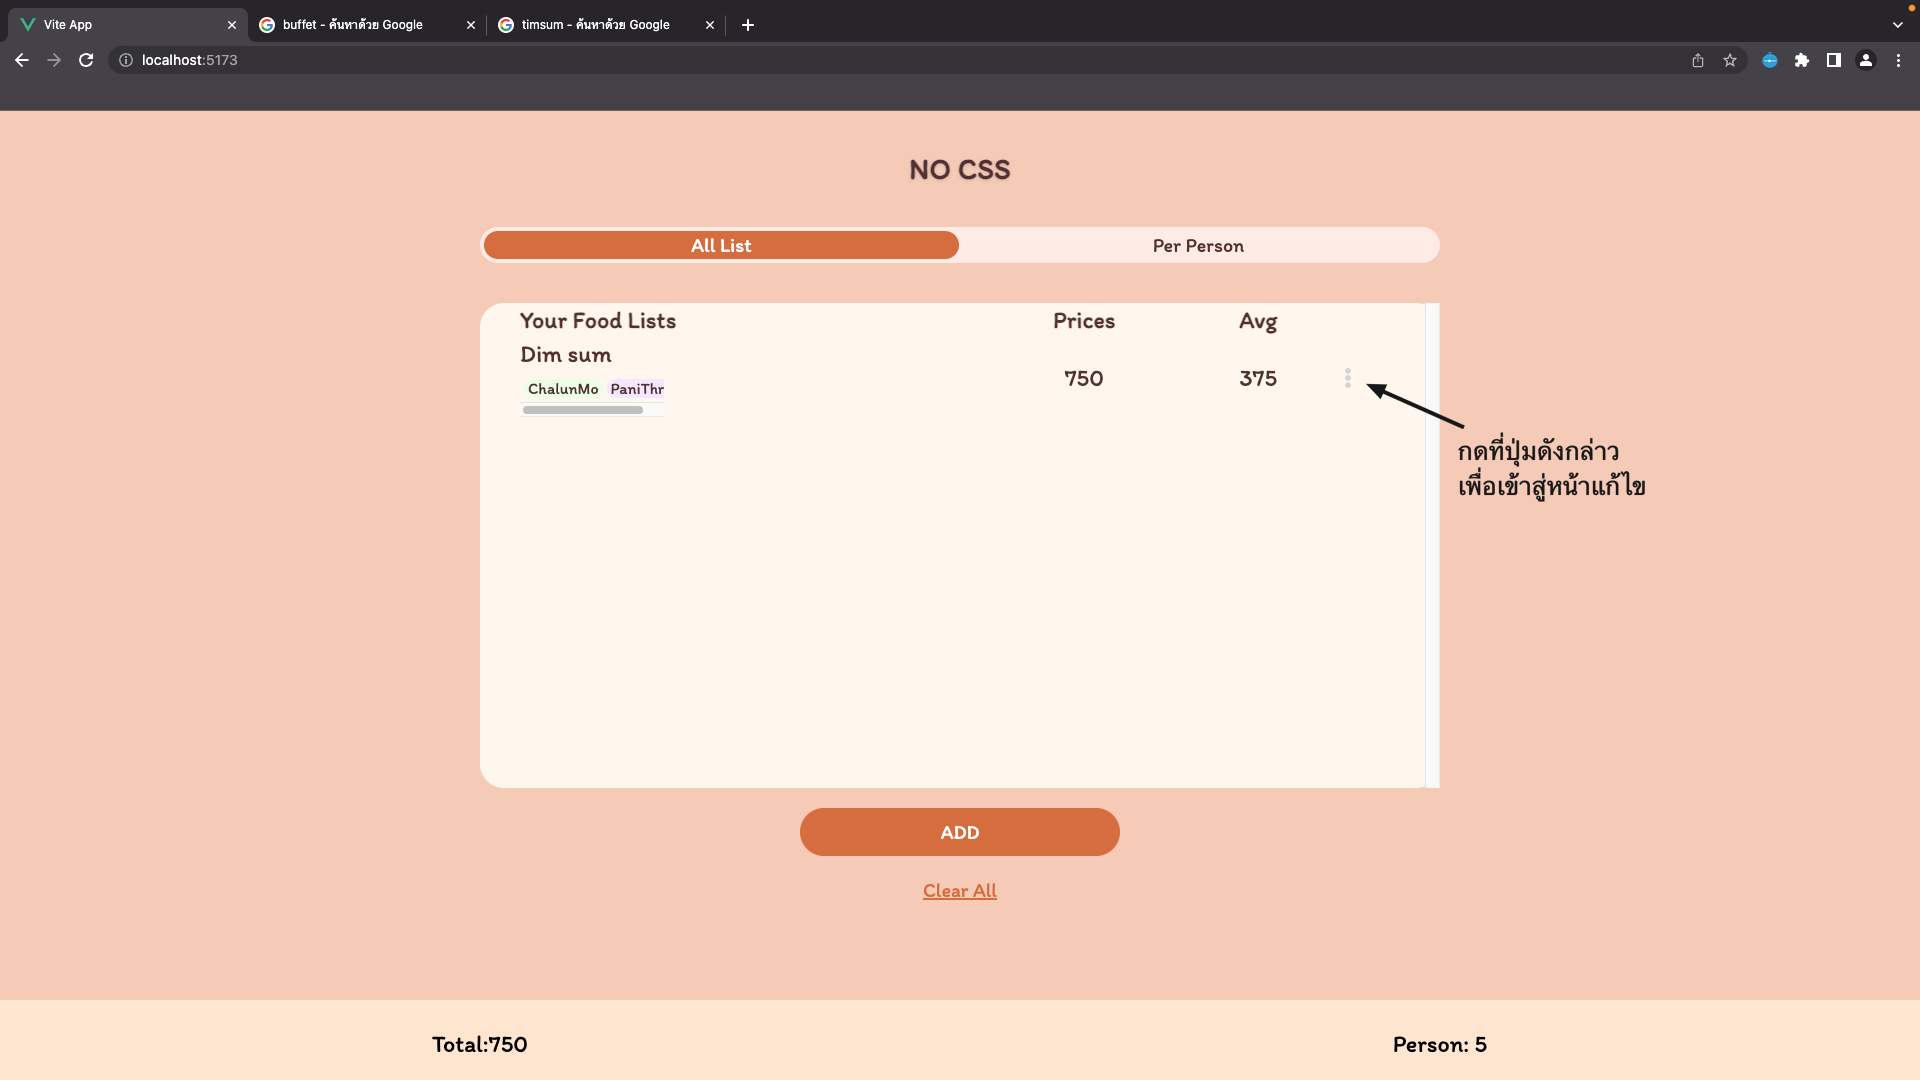 Vite App
buffet - ค้นหาด้วย Google
timsum - ค้นหาด้วย Google
localhost:5173
NO CSS
All List
Per Person
Your Food Lists
Prices
Avg
Dim sum
ChalunMo
PaniThr
750
375
กดที่ปุ่มดังกล่าว
เพื่อเข้าสู่หน้าแก้ไข
ADD
Clear All
Total:750
Person: 5